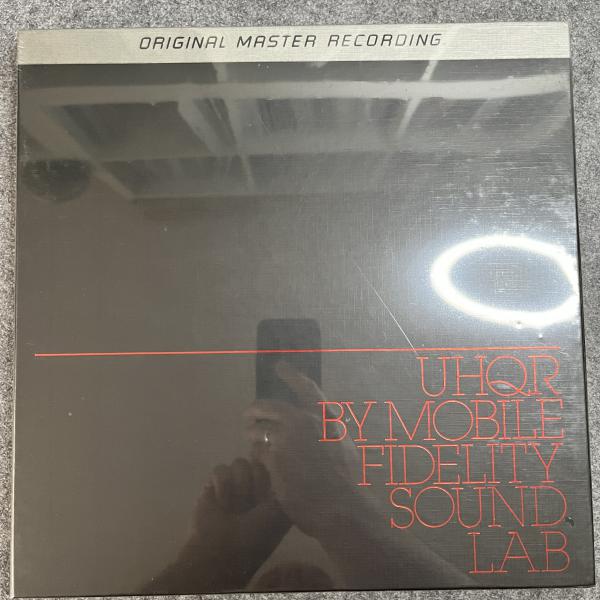 ORIGINAL MASTER RECORDING
UHQR
BY MOBILE
FIDELITY
SOUND
LAB